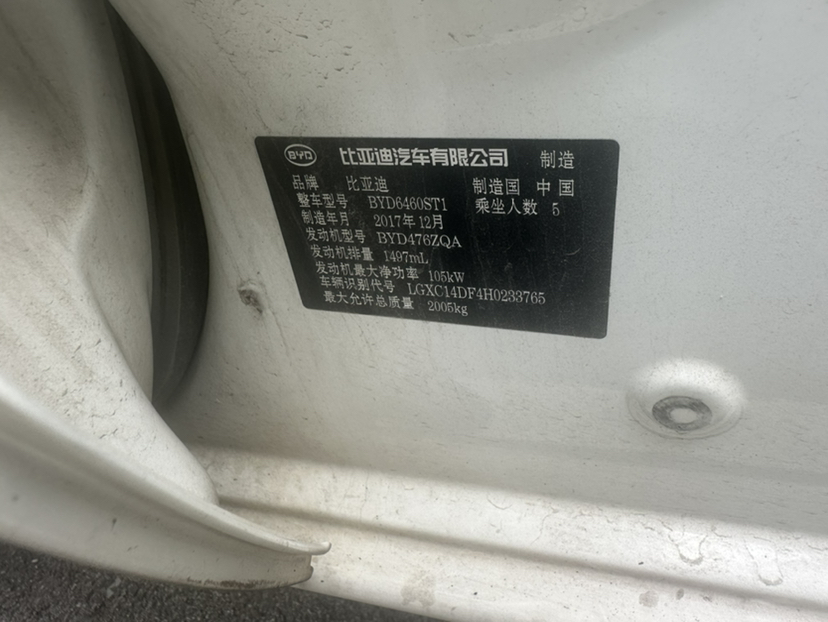 BYD 比亚迪汽车有限公司 制造
品牌 比亚迪 制造国 中国
整车型号 BYD6460ST1 乘坐人数 5
制造年月 2017年12月
发动机型号 BYD476ZQA
发动机排量 1497mL
发动机最大净功率 105kW
车辆识别代号 LGXC14DF4H0233765
最大允许总质量 2005kg